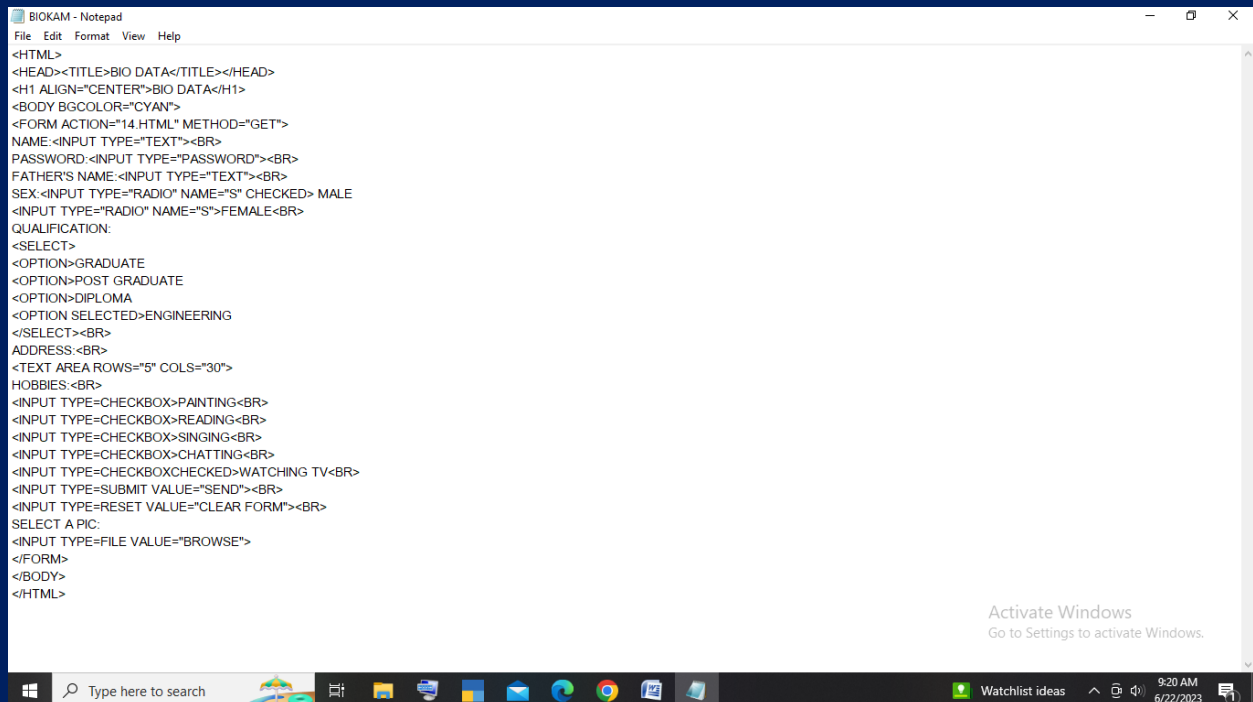 BIOKAM - Notepad
File Edit Format View Help
<HTML>
<HEAD><TITLE>BIO DATA</TITLE></HEAD>
<H1 ALIGN="CENTER">BIO DATA</H1>
<BODY BGCOLOR="CYAN">
<FORM ACTION="14.HTML" METHOD="GET">
NAME:<INPUT TYPE="TEXT"><BR>
PASSWORD:<INPUT TYPE="PASSWORD"><BR>
FATHER'S NAME:<INPUT TYPE="TEXT"><BR>
SEX:<INPUT TYPE="RADIO" NAME="S" CHECKED> MALE
<INPUT TYPE="RADIO" NAME="S">FEMALE<BR>
QUALIFICATION:
<SELECT>
<OPTION>GRADUATE
<OPTION>POST GRADUATE
<OPTION>DIPLOMA
<OPTION SELECTED>ENGINEERING
</SELECT><BR>
ADDRESS:<BR>
<TEXT AREA ROWS="5" COLS="30">
HOBBIES:<BR>
<INPUT TYPE=CHECKBOX>PAINTING<BR>
<INPUT TYPE=CHECKBOX>READING<BR>
<INPUT TYPE=CHECKBOX>SINGING<BR>
<INPUT TYPE=CHECKBOX>CHATTING<BR>
<INPUT TYPE=CHECKBOXCHECKED>WATCHING TV<BR>
<INPUT TYPE=SUBMIT VALUE="SEND"><BR>
<INPUT TYPE=RESET VALUE="CLEAR FORM"><BR>
SELECT A PIC:
<INPUT TYPE=FILE VALUE="BROWSE">
</FORM>
</BODY>
</HTML>
Activate Windows
Go to Settings to activate Windows.
Type here to search
Watchlist ideas
9:20 AM
6/22/2023
1